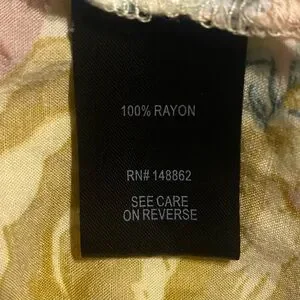 100% RAYON
RN# 148862
SEE CARE
ON REVERSE